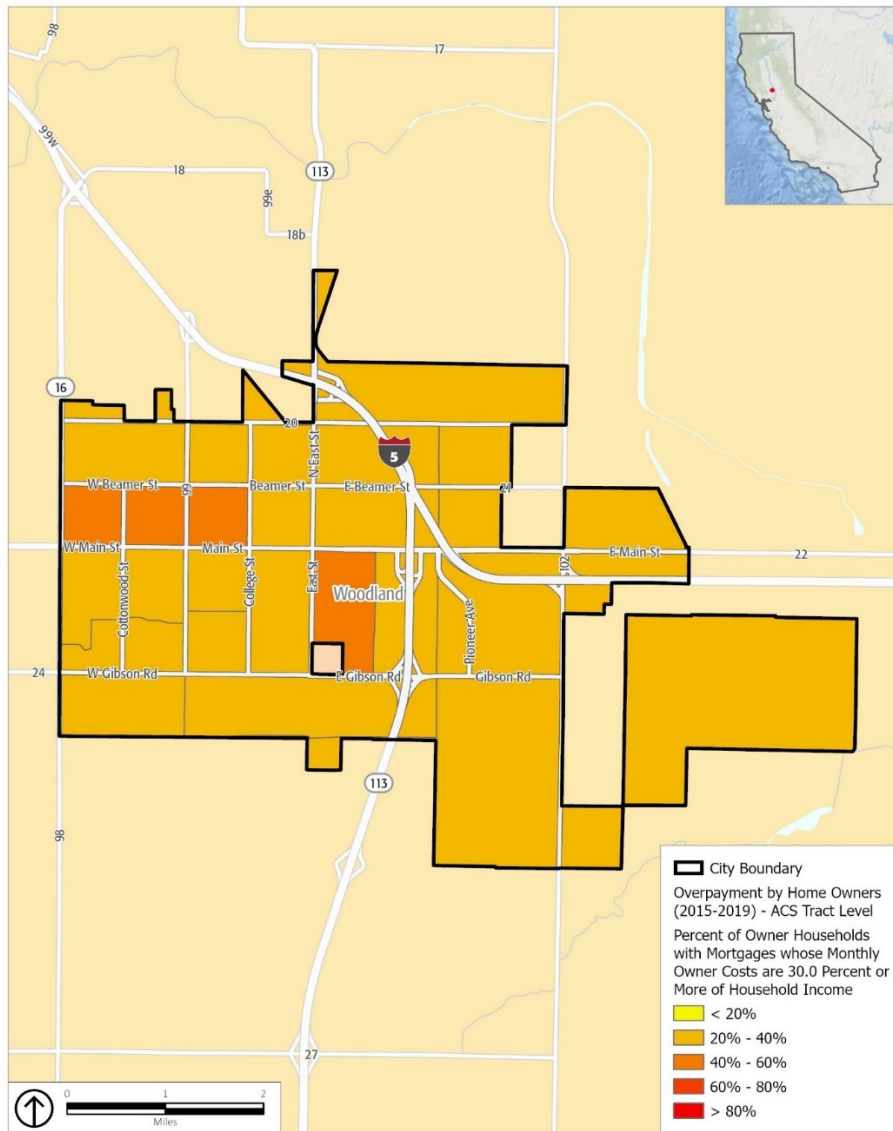 98
17
99w
18
99e
113
18b
16
20
N East St
5
W Beamer St
99
Beamer St
E Beamer St
21
W Main St
Main St
E Main St
22
Cottonwood St
College St
East St
Woodland
102
Pioneer Ave
24
W Gibson Rd
E Gibson Rd
Gibson Rd
113
98
27
City Boundary
Overpayment by Home Owners
(2015-2019) - ACS Tract Level
Percent of Owner Households
with Mortgages whose Monthly
Owner Costs are 30.0 Percent or
More of Household Income
< 20%
20% - 40%
40% - 60%
60% - 80%
> 80%
0 1 2
Miles